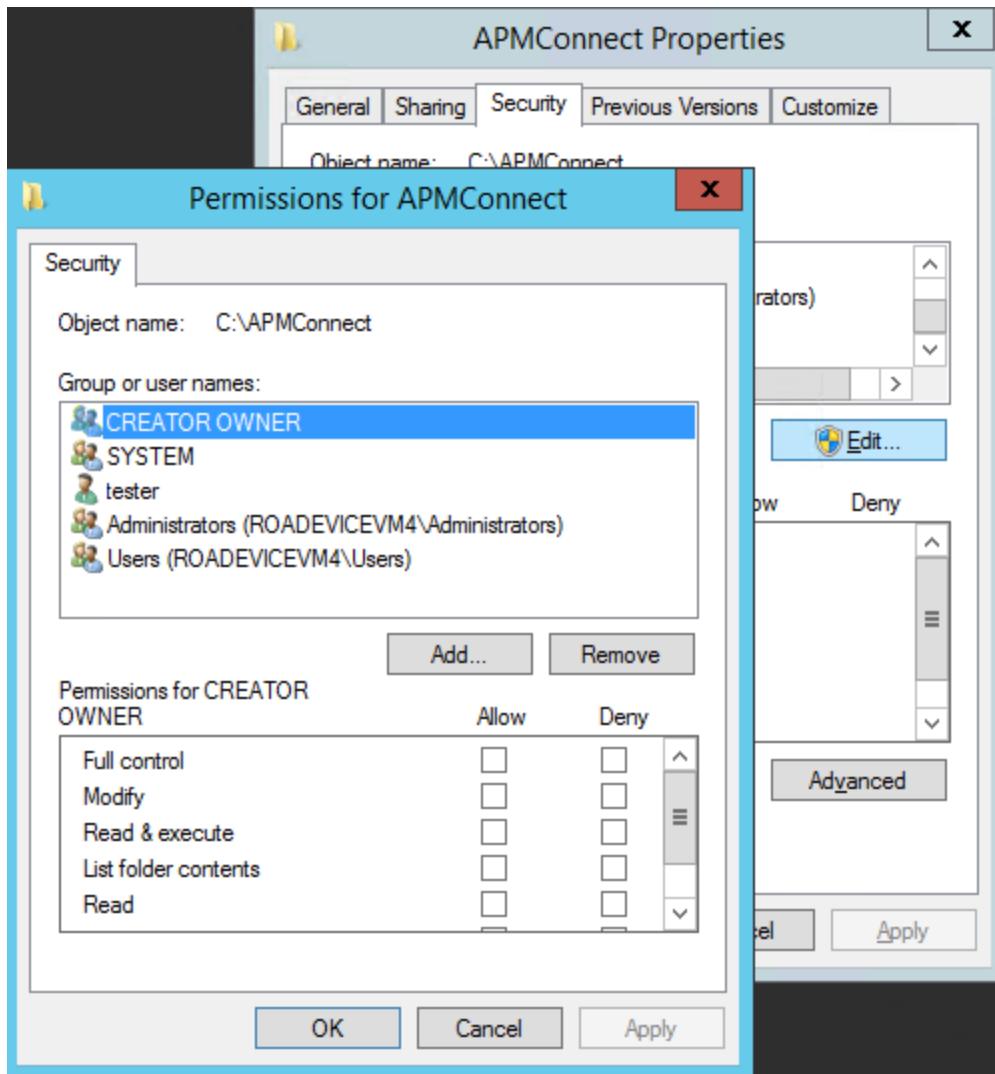 APMConnect Properties
X
General Sharing Security Previous Versions Customize
Object name: C:\APMConnect
Permissions for APMConnect
X
Security
Object name: C:\APMConnect
Group or user names:
CREATOR OWNER
SYSTEM
tester
Administrators (ROADEVICEVM4\Administrators)
Users (ROADEVICEVM4\Users)
Add... Remove
Permissions for CREATOR
OWNER Allow Deny
Full control
Modify
Read & execute
List folder contents
Read
OK Cancel Apply
rators)
Edit...
ow Deny
Advanced
cel Apply